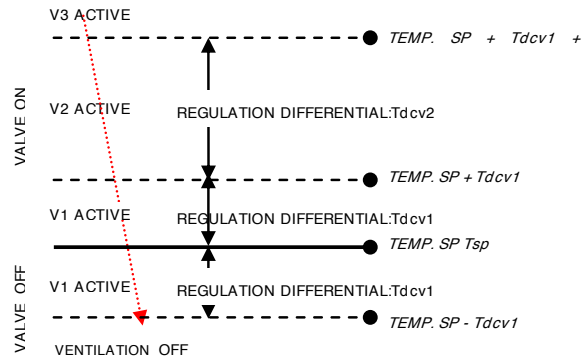 V3 ACTIVE
TEMP. SP + Tdcv1 +
VALVE ON
V2 ACTIVE
REGULATION DIFFERENTIAL:Tdcv2
TEMP. SP + Tdcv1
V1 ACTIVE
REGULATION DIFFERENTIAL:Tdcv1
TEMP. SP Tsp
VALVE OFF
V1 ACTIVE
REGULATION DIFFERENTIAL:Tdcv1
TEMP. SP - Tdcv1
VENTILATION OFF